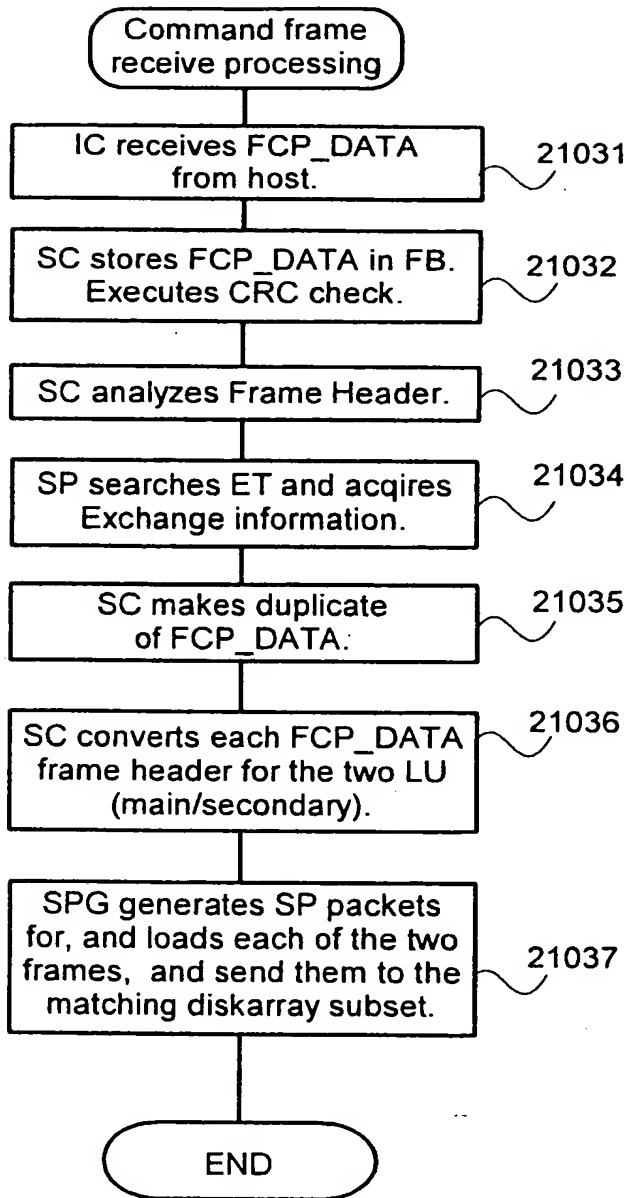 Command frame
receive processing
IC receives FCP_DATA
from host.
21031
SC stores FCP_DATA in FB.
Executes CRC check.
21032
SC analyzes Frame Header.
21033
SP searches ET and acqires
Exchange information.
21034
SC makes duplicate
of FCP_DATA.
21035
SC converts each FCP_DATA
frame header for the two LU
(main/secondary).
21036
SPG generates SP packets
for, and loads each of the two
frames, and send them to the
matching diskarray subset.
21037
END